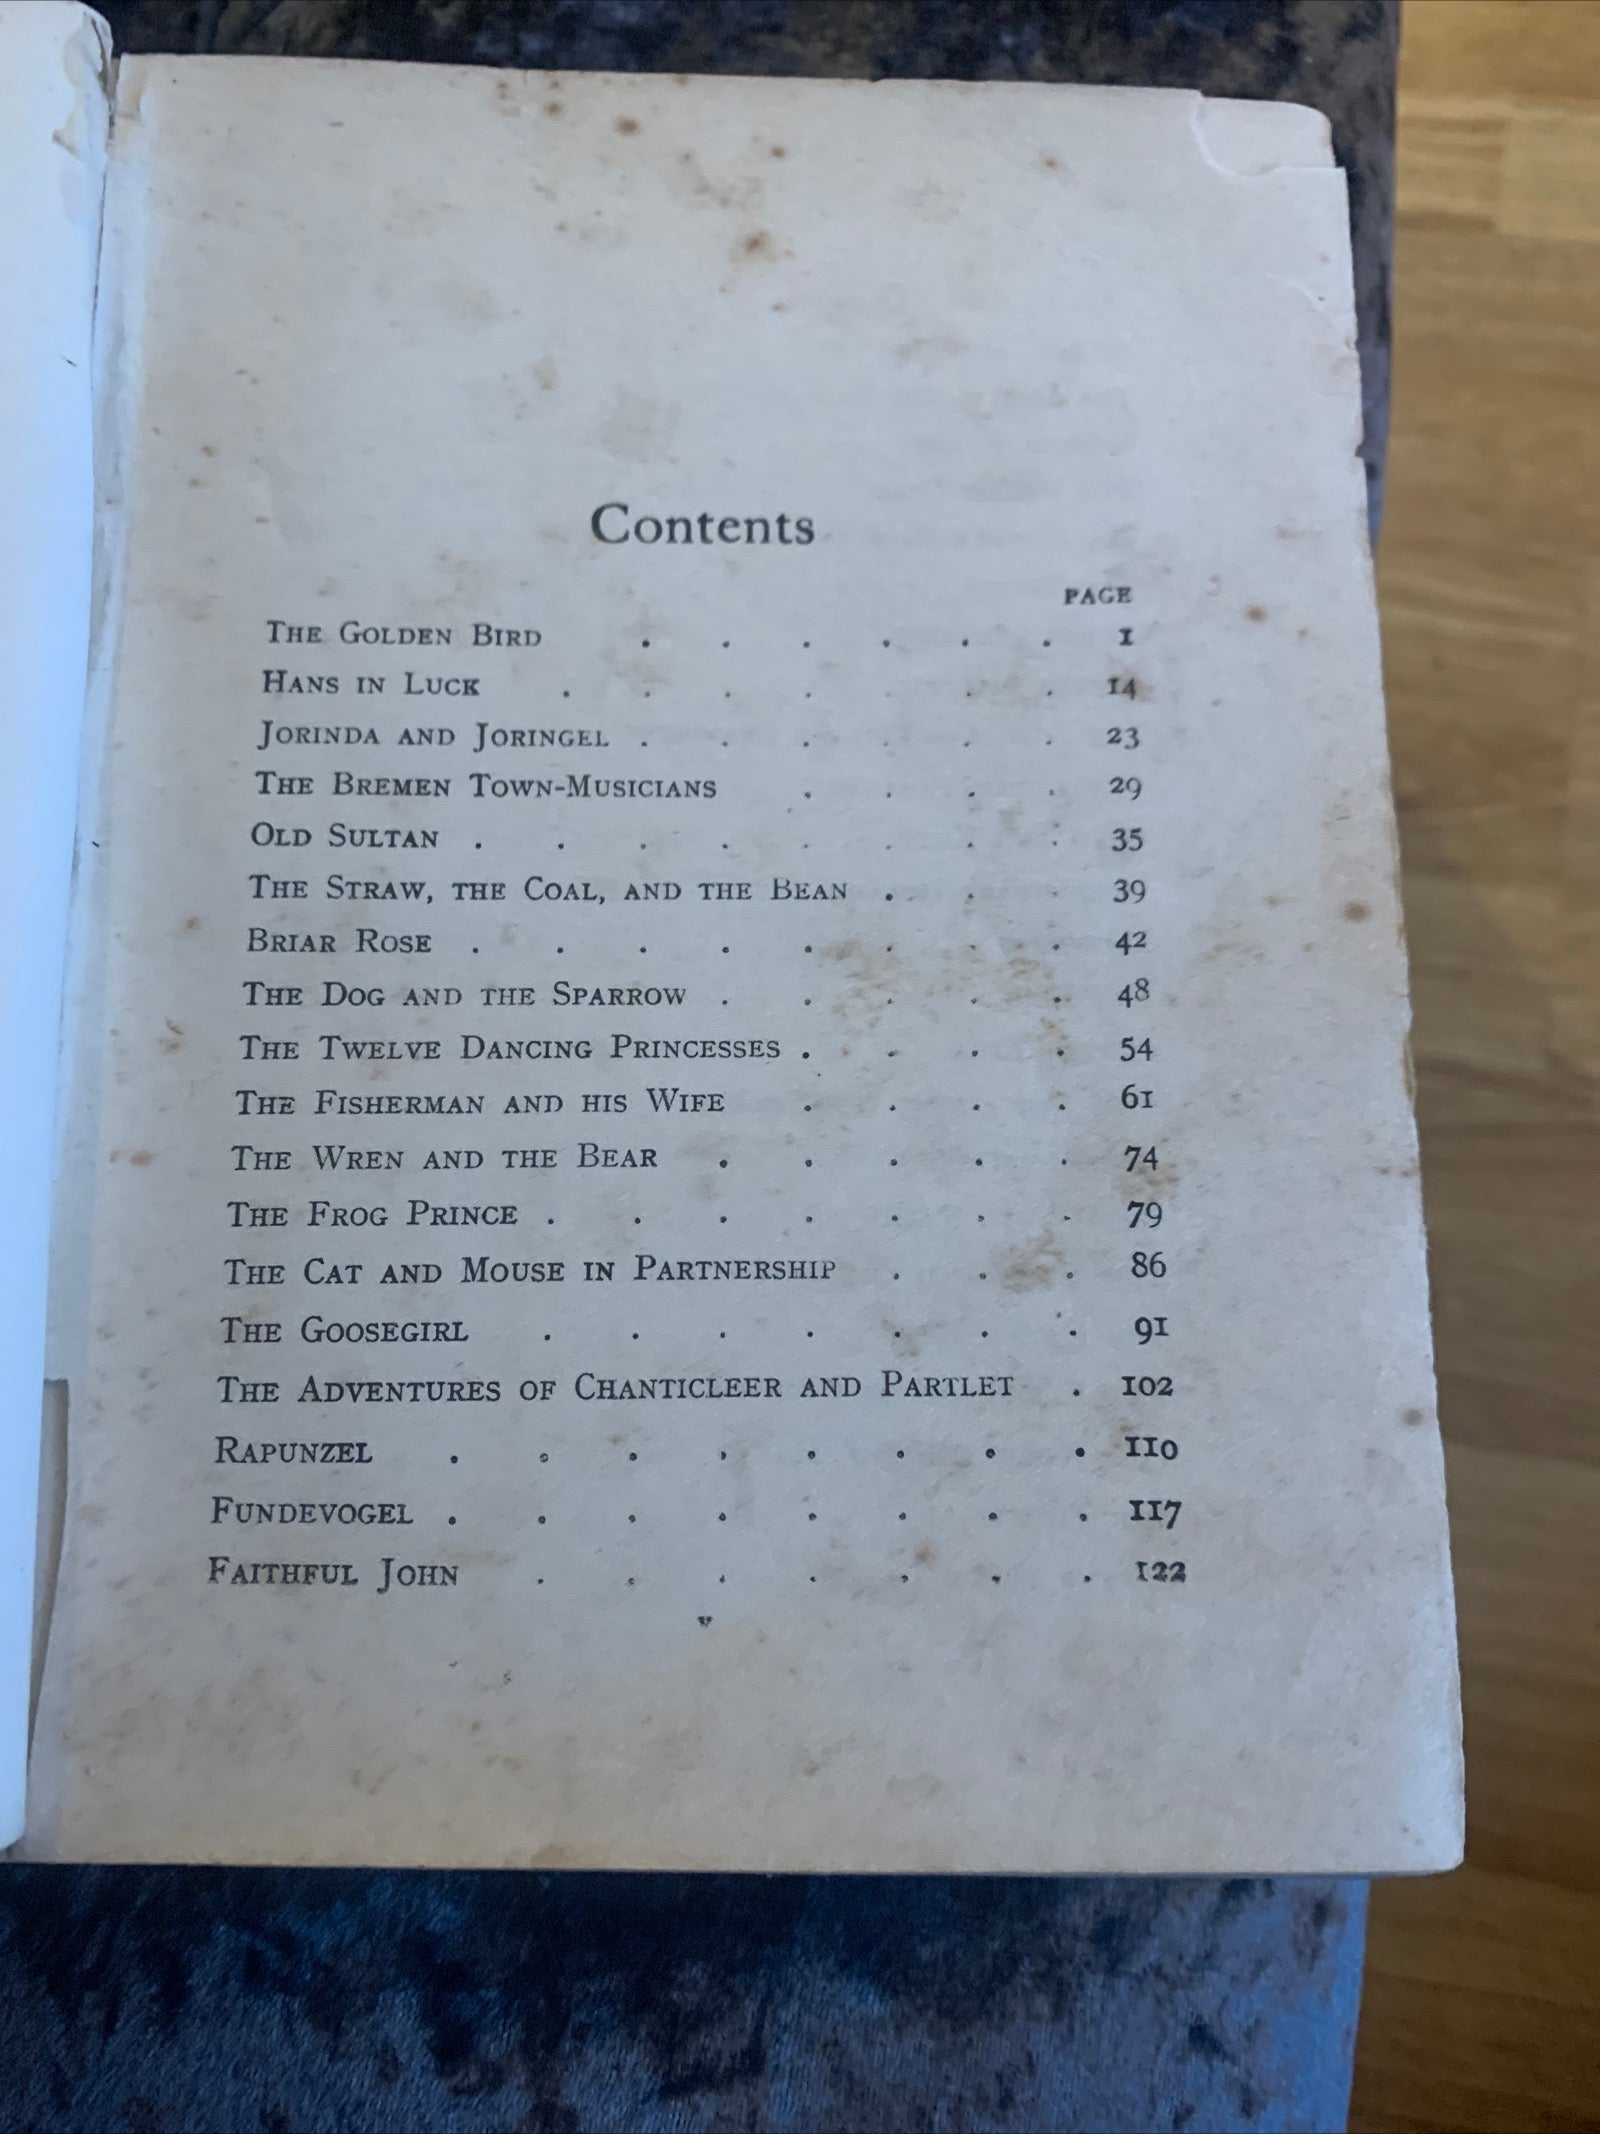 Contents
PAGE
The Golden Bird . . . . . . 1
Hans in Luck . . . . . . . 14
Jorinda and Joringel . . . . . . 23
The Bremen Town-Musicians . . . . 29
Old Sultan . . . . . . . . 35
The Straw, the Coal, and the Bean . . . 39
Briar Rose . . . . . . . . 42
The Dog and the Sparrow . . . . . 48
The Twelve Dancing Princesses . . . . . 54
The Fisherman and his Wife . . . . 61
The Wren and the Bear . . . . . 74
The Frog Prince . . . . . . . 79
The Cat and Mouse in Partnership . . . 86
The Goosegirl . . . . . . . 91
The Adventures of Chanticleer and Partlet . 102
Rapunzel . . . . . . . . 110
Fundevogel . . . . . . . . 117
Faithful John . . . . . . . 122
v